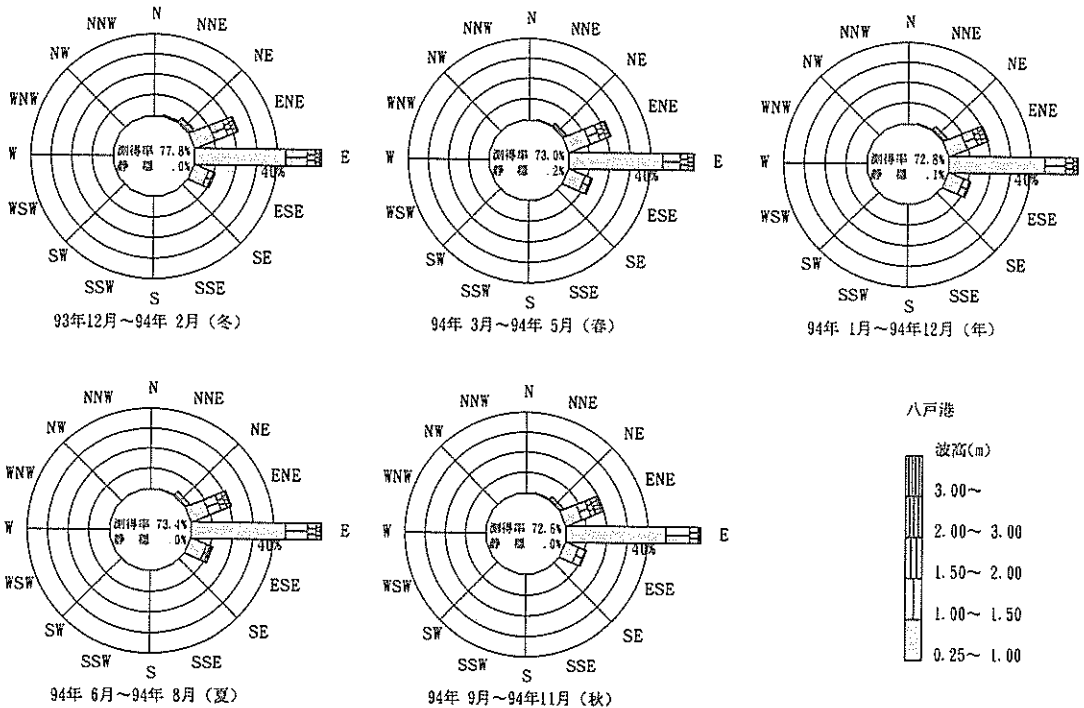 N
NNW
NNE
NW
NE
WNW
ENE
W
測得率 77.8%
静 穏 .0%
E
40%
WSW
ESE
SW
SE
SSW
SSE
S
93年12月～94年 2月（冬）
N
NNW
NNE
NW
NE
WNW
ENE
W
測得率 73.0%
静 穏 .2%
E
40%
WSW
ESE
SW
SE
SSW
SSE
S
94年 3月～94年 5月（春）
N
NNW
NNE
NW
NE
WNW
ENE
W
測得率 72.8%
静 穏 .1%
E
40%
WSW
ESE
SW
SE
SSW
SSE
S
94年 1月～94年12月（年）
N
NNW
NNE
NW
NE
WNW
ENE
W
測得率 73.4%
静 穏 .0%
E
40%
WSW
ESE
SW
SE
SSW
SSE
S
94年 6月～94年 8月（夏）
N
NNW
NNE
NW
NE
WNW
ENE
W
測得率 72.6%
静 穏 .0%
E
40%
WSW
ESE
SW
SE
SSW
SSE
S
94年 9月～94年11月（秋）
八戸港
波高(m)
3.00～
2.00～ 3.00
1.50～ 2.00
1.00～ 1.50
0.25～ 1.00